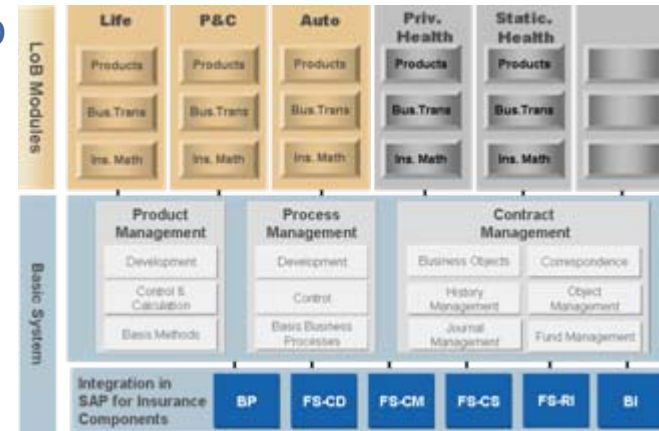 LoB Modules
Life
P&C
Auto
Priv.
Health
Static.
Health
Products
Products
Products
Products
Products
Bus.Trans
Bus.Trans
Bus.Trans
Bus.Trans
Bus.Trans
Ins. Math
Ins. Math
Ins. Math
Ins. Math
Ins. Math
Basic System
Product
Management
Development
Control &
Calculation
Basis Methods
Process
Management
Development
Control
Basis Business
Processes
Contract
Management
Business Objects
Correspondence
History
Management
Object
Management
Journal
Management
Fund Management
Integration in
SAP for Insurance
Components
BP
FS-CD
FS-CM
FS-CS
FS-RI
BI